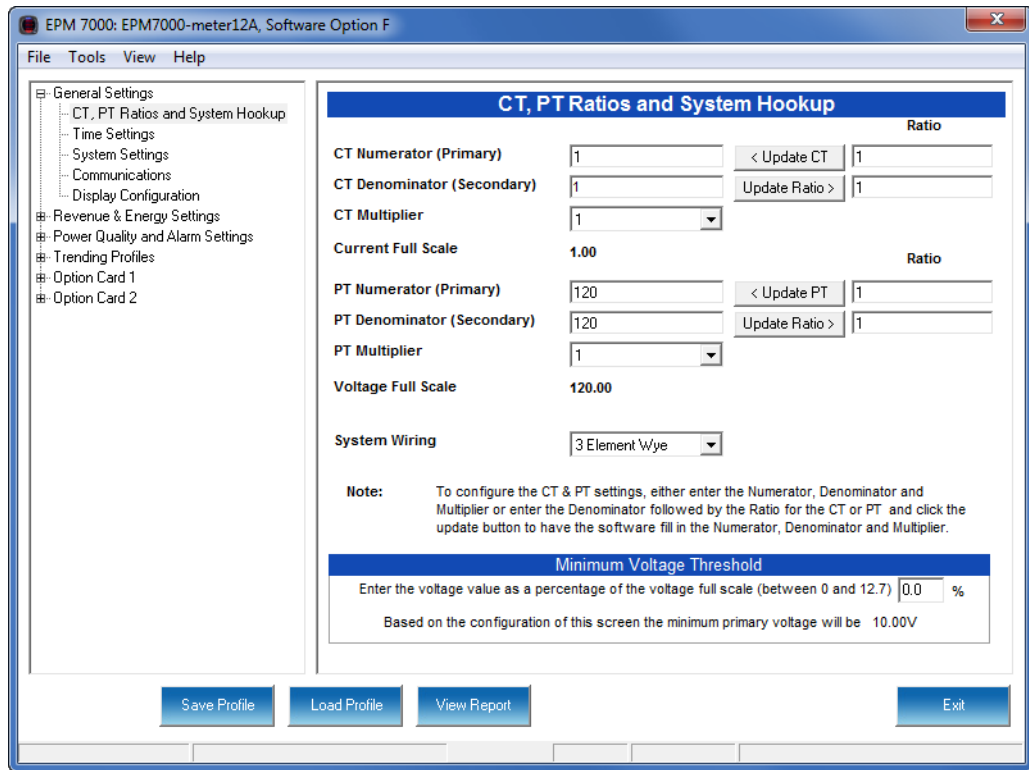 EPM 7000: EPM7000-meter12A, Software Option F
X
File Tools View Help
General Settings
CT, PT Ratios and System Hookup
Time Settings
System Settings
Communications
Display Configuration
Revenue & Energy Settings
Power Quality and Alarm Settings
Trending Profiles
Option Card 1
Option Card 2
CT, PT Ratios and System Hookup
Ratio
CT Numerator (Primary) 1 < Update CT 1
CT Denominator (Secondary) 1 Update Ratio > 1
CT Multiplier 1
Current Full Scale 1.00
Ratio
PT Numerator (Primary) 120 < Update PT 1
PT Denominator (Secondary) 120 Update Ratio > 1
PT Multiplier 1
Voltage Full Scale 120.00
System Wiring 3 Element Wye
Note: To configure the CT & PT settings, either enter the Numerator, Denominator and
Multiplier or enter the Denominator followed by the Ratio for the CT or PT and click the
update button to have the software fill in the Numerator, Denominator and Multiplier.
Minimum Voltage Threshold
Enter the voltage value as a percentage of the voltage full scale (between 0 and 12.7) 0.0 %
Based on the configuration of this screen the minimum primary voltage will be 10.00V
Save Profile Load Profile View Report Exit